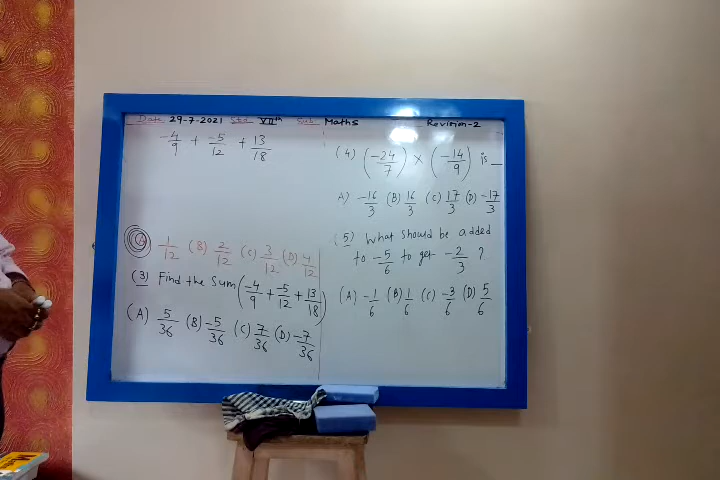 Date 29-7-2021 Std VIIth Sub Maths Revision-2
-4/9 + -5/12 + 13/18
(A) 1/12 (B) 2/12 (C) 3/12 (D) 4/12
(3) Find the Sum (-4/9 + -5/12 + 13/18)
(A) 5/36 (B) -5/36 (C) 7/36 (D) -7/36
(4) (-24/7) × (-14/9) is _
A) -16/3 (B) 16/3 (C) 17/3 (D) -17/3
(5) What should be added
to -5/6 to get -2/3 ?
(A) -1/6 (B) 1/6 (C) -3/6 (D) 5/6